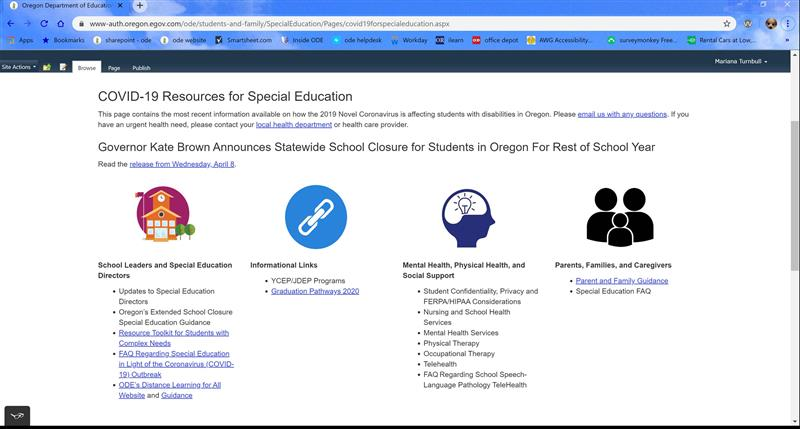 Oregon Department of Education
www-auth.oregon.egov.com/ode/students-and-family/SpecialEducation/Pages/covid19forspecialeducation.aspx
Apps Bookmarks sharepoint - ode ode website Smartsheet.com Inside ODE ode helpdesk Workday ilearn office depot AWG Accessibility... surveymonkey Free... Rental Cars at Low,...
Site Actions Browse Page Publish Mariana Turnbull
COVID-19 Resources for Special Education
This page contains the most recent information available on how the 2019 Novel Coronavirus is affecting students with disabilities in Oregon. Please email us with any questions. If you
have an urgent health need, please contact your local health department or health care provider.
Governor Kate Brown Announces Statewide School Closure for Students in Oregon For Rest of School Year
Read the release from Wednesday, April 8.
School Leaders and Special Education
Directors
• Updates to Special Education
Directors
• Oregon's Extended School Closure
Special Education Guidance
• Resource Toolkit for Students with
Complex Needs
• FAQ Regarding Special Education
in Light of the Coronavirus (COVID-
19) Outbreak
• ODE's Distance Learning for All
Website and Guidance
Informational Links
• YCEP/JDEP Programs
• Graduation Pathways 2020
Mental Health, Physical Health, and
Social Support
• Student Confidentiality, Privacy and
FERPA/HIPAA Considerations
• Nursing and School Health
Services
• Mental Health Services
• Physical Therapy
• Occupational Therapy
• Telehealth
• FAQ Regarding School Speech-
Language Pathology TeleHealth
Parents, Families, and Caregivers
• Parent and Family Guidance
• Special Education FAQ